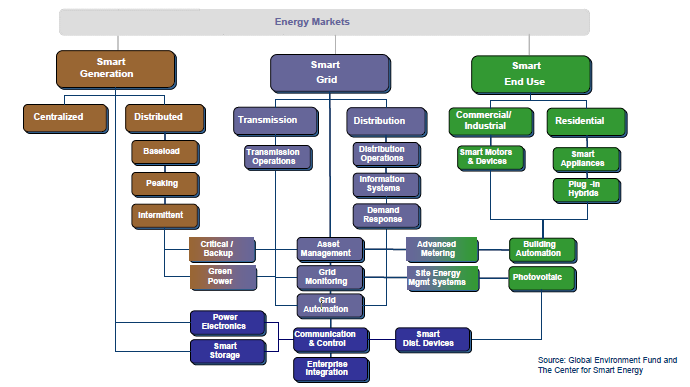 Energy Markets
Smart
Generation
Smart
Grid
Smart
End Use
Centralized
Distributed
Transmission
Distribution
Commercial/
Industrial
Residential
Baseload
Transmission
Operations
Distribution
Operations
Smart Motors
& Devices
Smart
Appliances
Peaking
Information
Systems
Plug -in
Hybrids
Intermittent
Demand
Response
Critical /
Backup
Asset
Management
Advanced
Metering
Building
Automation
Green
Power
Grid
Monitoring
Site Energy
Mgmt Systems
Photovoltaic
Grid
Automation
Power
Electronics
Communication
& Control
Smart
Dist. Devices
Smart
Storage
Enterprise
Integration
Source: Global Environment Fund and
The Center for Smart Energy